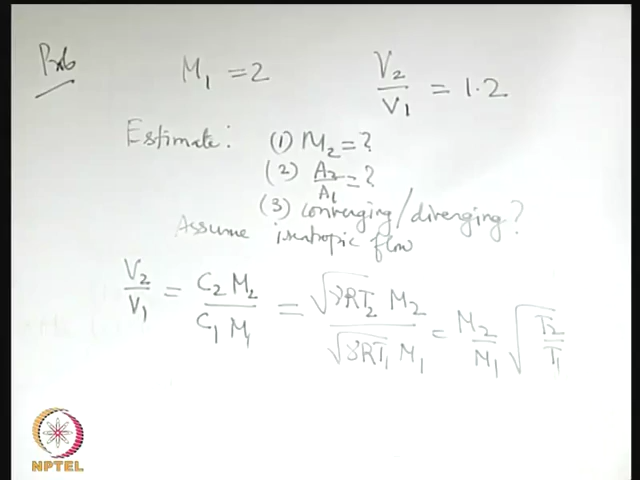 Prob
M₁ = 2    V₂/V₁ = 1.2
Estimate: (1) M₂ = ?
(2) A₂/A₁ = ?
(3) converging/diverging?
Assume isentropic flow
V₂/V₁ = C₂ M₂ / C₁ M₁ = √γRT₂ M₂ / √γRT₁ M₁ = M₂/M₁ √T₂/T₁
NPTEL